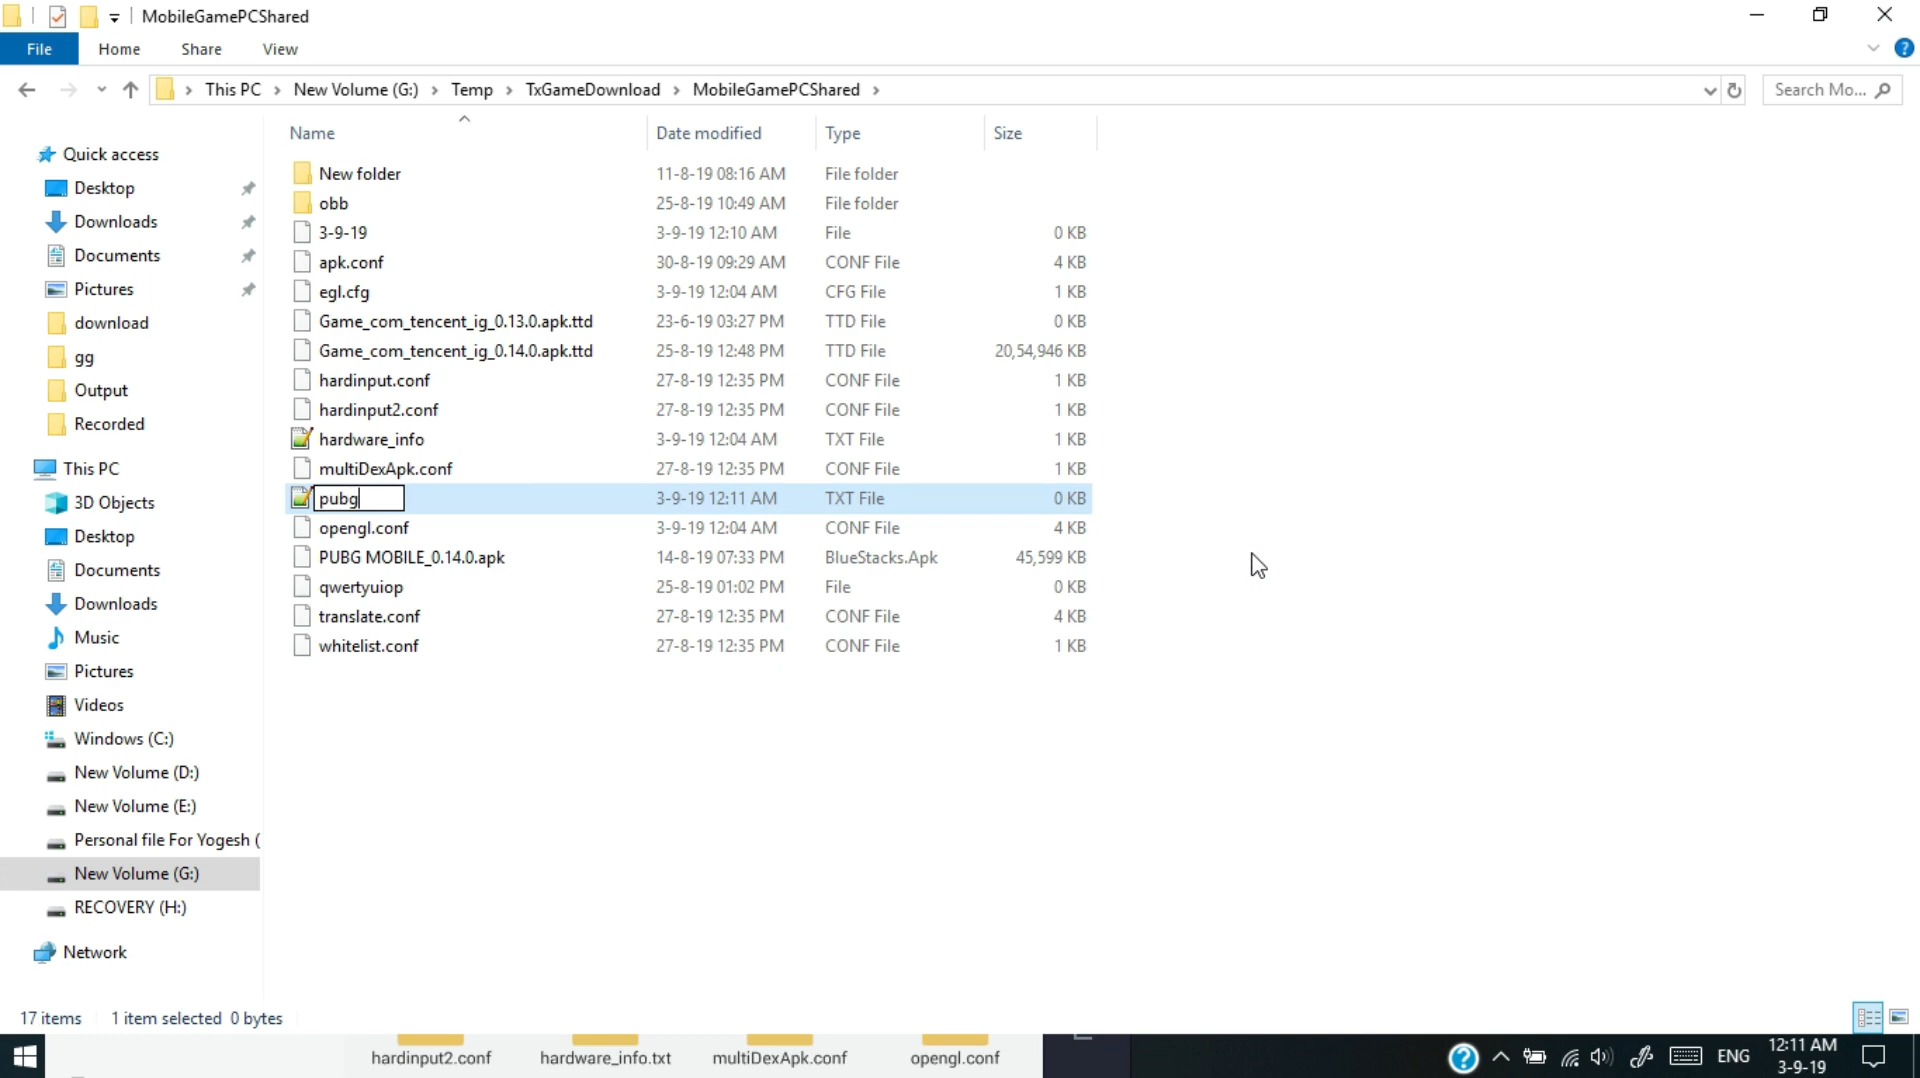 MobileGamePCShared
File Home Share View
This PC New Volume (G:) Temp TxGameDownload MobileGamePCShared
Search Mo...
Name Date modified Type Size
Quick access
Desktop
Downloads
Documents
Pictures
download
gg
Output
Recorded
This PC
3D Objects
Desktop
Documents
Downloads
Music
Pictures
Videos
Windows (C:)
New Volume (D:)
New Volume (E:)
Personal file For Yogesh (
New Volume (G:)
RECOVERY (H:)
Network
New folder 11-8-19 08:16 AM File folder
obb 25-8-19 10:49 AM File folder
3-9-19 3-9-19 12:10 AM File 0 KB
apk.conf 30-8-19 09:29 AM CONF File 4 KB
egl.cfg 3-9-19 12:04 AM CFG File 1 KB
Game_com_tencent_ig_0.13.0.apk.ttd 23-6-19 03:27 PM TTD File 0 KB
Game_com_tencent_ig_0.14.0.apk.ttd 25-8-19 12:48 PM TTD File 20,54,946 KB
hardinput.conf 27-8-19 12:35 PM CONF File 1 KB
hardinput2.conf 27-8-19 12:35 PM CONF File 1 KB
hardware_info 3-9-19 12:04 AM TXT File 1 KB
multiDexApk.conf 27-8-19 12:35 PM CONF File 1 KB
pubg 3-9-19 12:11 AM TXT File 0 KB
opengl.conf 3-9-19 12:04 AM CONF File 4 KB
PUBG MOBILE_0.14.0.apk 14-8-19 07:33 PM BlueStacks.Apk 45,599 KB
qwertyuiop 25-8-19 01:02 PM File 0 KB
translate.conf 27-8-19 12:35 PM CONF File 4 KB
whitelist.conf 27-8-19 12:35 PM CONF File 1 KB
17 items 1 item selected 0 bytes
hardinput2.conf hardware_info.txt multiDexApk.conf opengl.conf
ENG
12:11 AM
3-9-19